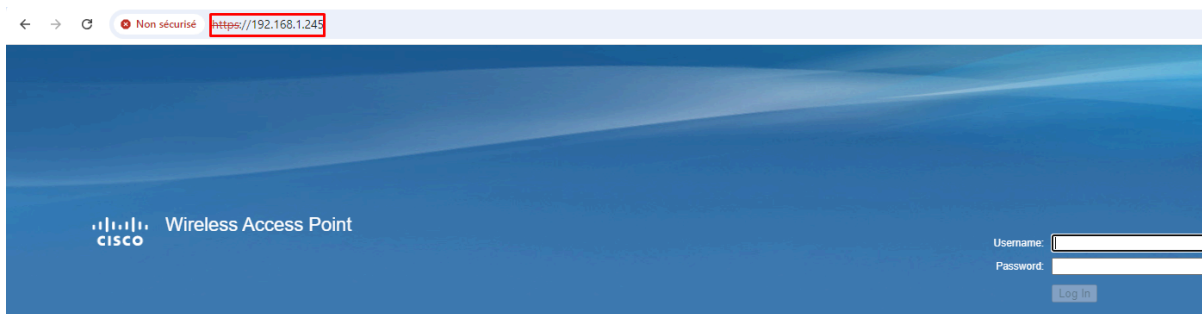 Non sécurisé https://192.168.1.245
Wireless Access Point
CISCO
Username:
Password:
Log In